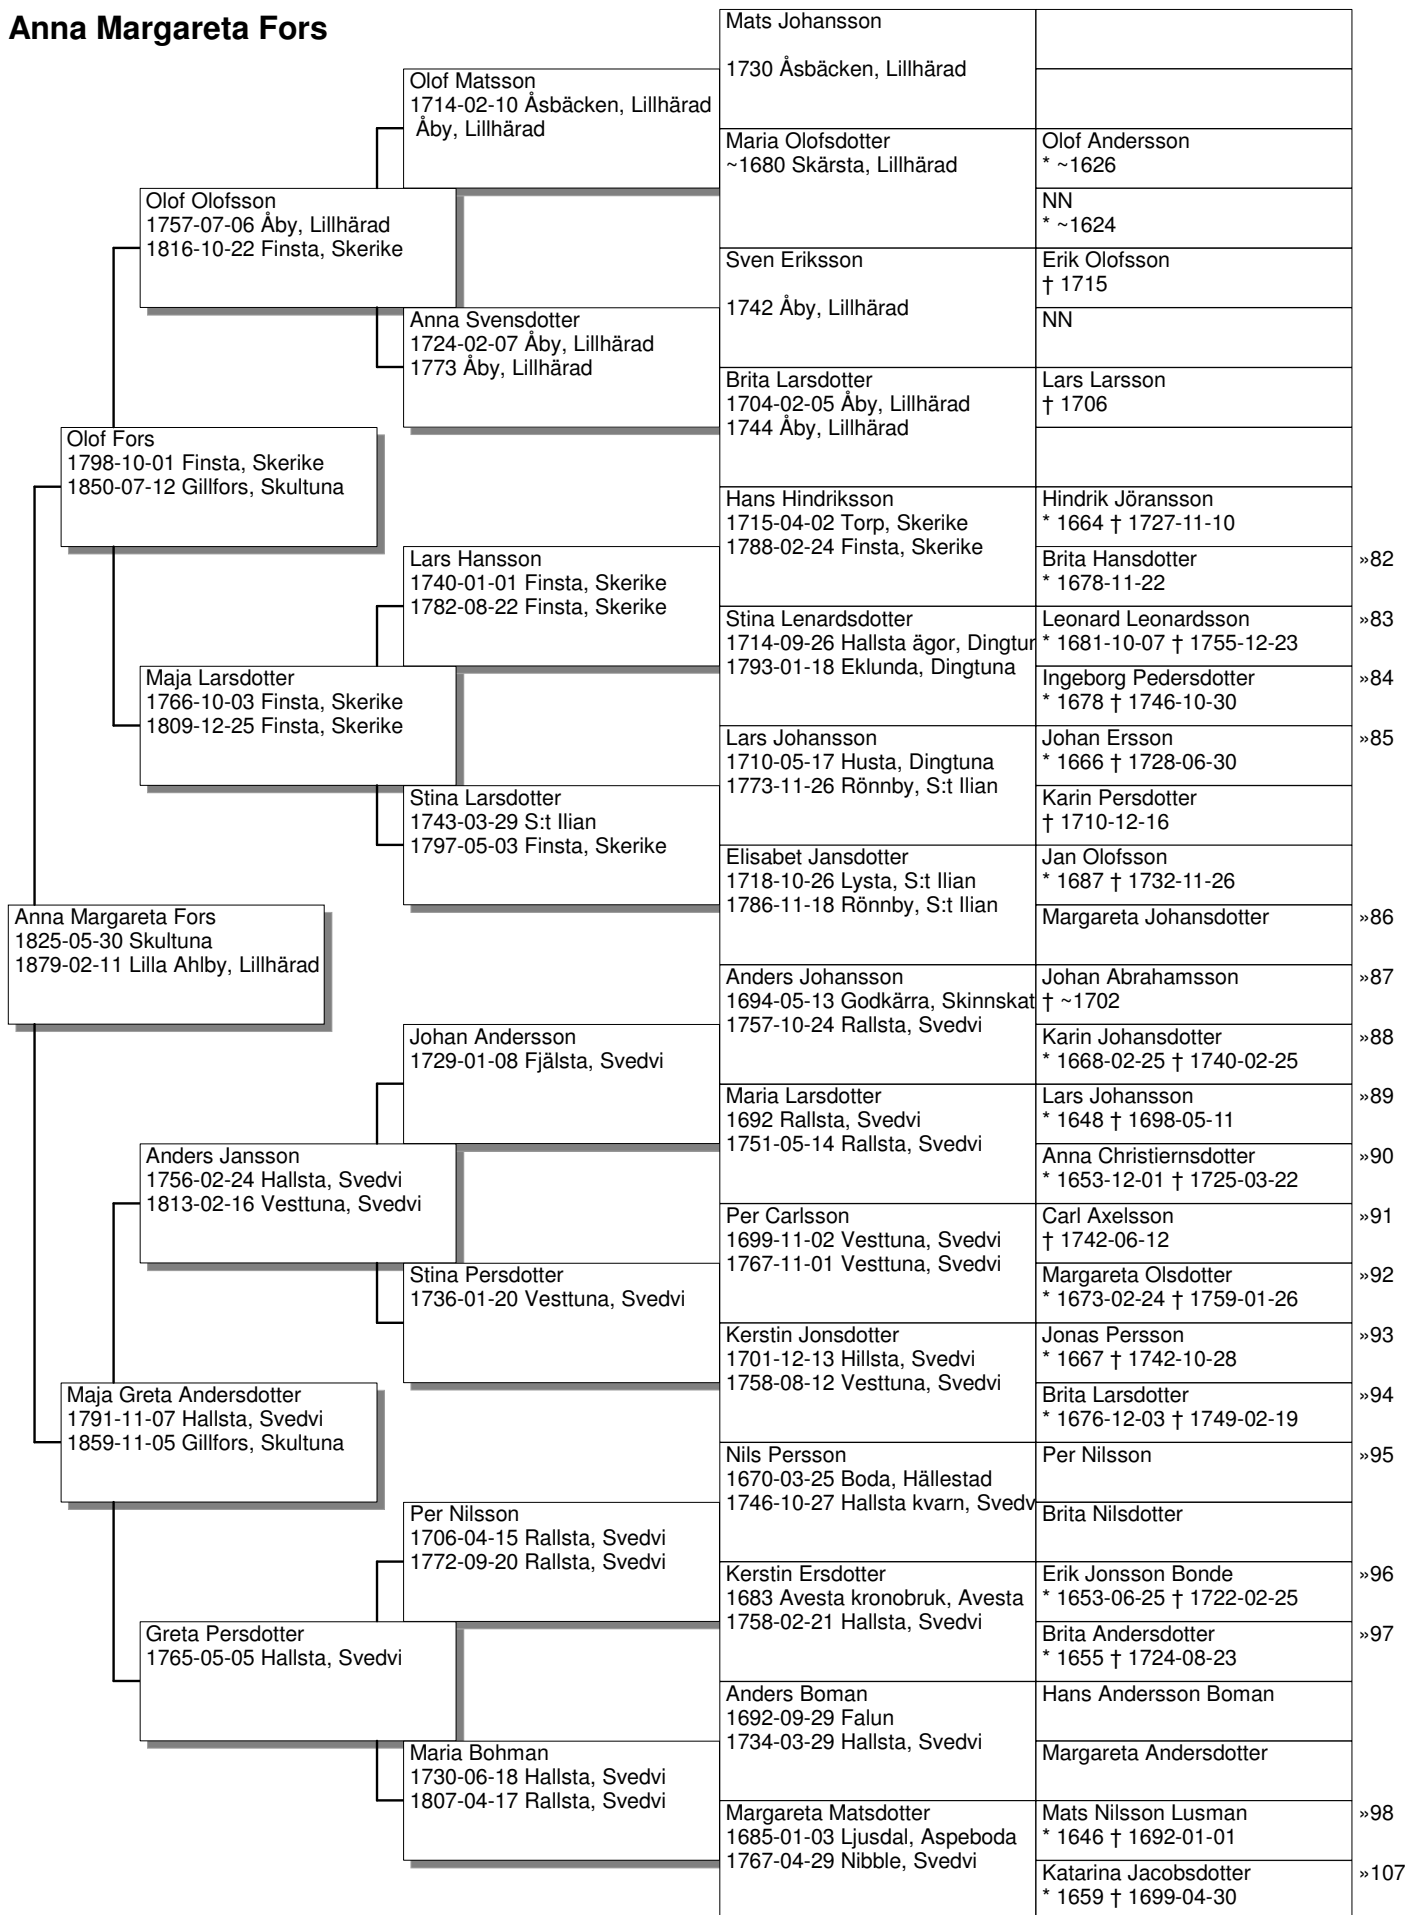 Anna Margareta Fors
Anna Margareta Fors
1825-05-30 Skultuna
1879-02-11 Lilla Ahlby, Lillhärad
Olof Fors
1798-10-01 Finsta, Skerike
1850-07-12 Gillfors, Skultuna
Maja Greta Andersdotter
1791-11-07 Hallsta, Svedvi
1859-11-05 Gillfors, Skultuna
Olof Olofsson
1757-07-06 Åby, Lillhärad
1816-10-22 Finsta, Skerike
Maja Larsdotter
1766-10-03 Finsta, Skerike
1809-12-25 Finsta, Skerike
Anders Jansson
1756-02-24 Hallsta, Svedvi
1813-02-16 Vesttuna, Svedvi
Greta Persdotter
1765-05-05 Hallsta, Svedvi
Olof Matsson
1714-02-10 Åsbäcken, Lillhärad
Åby, Lillhärad
Anna Svensdotter
1724-02-07 Åby, Lillhärad
1773 Åby, Lillhärad
Lars Hansson
1740-01-01 Finsta, Skerike
1782-08-22 Finsta, Skerike
Stina Larsdotter
1743-03-29 S:t Ilian
1797-05-03 Finsta, Skerike
Johan Andersson
1729-01-08 Fjälsta, Svedvi
Stina Persdotter
1736-01-20 Vesttuna, Svedvi
Per Nilsson
1706-04-15 Rallsta, Svedvi
1772-09-20 Rallsta, Svedvi
Maria Bohman
1730-06-18 Hallsta, Svedvi
1807-04-17 Rallsta, Svedvi
Mats Johansson
1730 Åsbäcken, Lillhärad
Maria Olofsdotter
~1680 Skärsta, Lillhärad
Sven Eriksson
1742 Åby, Lillhärad
Brita Larsdotter
1704-02-05 Åby, Lillhärad
1744 Åby, Lillhärad
Hans Hindriksson
1715-04-02 Torp, Skerike
1788-02-24 Finsta, Skerike
Stina Lenardsdotter
1714-09-26 Hallsta ägor, Dingtur
1793-01-18 Eklunda, Dingtuna
Lars Johansson
1710-05-17 Husta, Dingtuna
1773-11-26 Rönnby, S:t Ilian
Elisabet Jansdotter
1718-10-26 Lysta, S:t Ilian
1786-11-18 Rönnby, S:t Ilian
Anders Johansson
1694-05-13 Godkärra, Skinnskat
1757-10-24 Rallsta, Svedvi
Maria Larsdotter
1692 Rallsta, Svedvi
1751-05-14 Rallsta, Svedvi
Per Carlsson
1699-11-02 Vesttuna, Svedvi
1767-11-01 Vesttuna, Svedvi
Kerstin Jonsdotter
1701-12-13 Hillsta, Svedvi
1758-08-12 Vesttuna, Svedvi
Nils Persson
1670-03-25 Boda, Hällestad
1746-10-27 Hallsta kvarn, Svedv
Kerstin Ersdotter
1683 Avesta kronobruk, Avesta
1758-02-21 Hallsta, Svedvi
Anders Boman
1692-09-29 Falun
1734-03-29 Hallsta, Svedvi
Margareta Matsdotter
1685-01-03 Ljusdal, Aspeboda
1767-04-29 Nibble, Svedvi
Olof Andersson
* ~1626
NN
* ~1624
Erik Olofsson
† 1715
NN
Lars Larsson
† 1706
Hindrik Jöransson
* 1664 † 1727-11-10
Brita Hansdotter »82
* 1678-11-22
Leonard Leonardsson »83
* 1681-10-07 † 1755-12-23
Ingeborg Pedersdotter »84
* 1678 † 1746-10-30
Johan Ersson »85
* 1666 † 1728-06-30
Karin Persdotter
† 1710-12-16
Jan Olofsson
* 1687 † 1732-11-26
Margareta Johansdotter »86
Johan Abrahamsson »87
† ~1702
Karin Johansdotter »88
* 1668-02-25 † 1740-02-25
Lars Johansson »89
* 1648 † 1698-05-11
Anna Christiernsdotter »90
* 1653-12-01 † 1725-03-22
Carl Axelsson »91
† 1742-06-12
Margareta Olsdotter »92
* 1673-02-24 † 1759-01-26
Jonas Persson »93
* 1667 † 1742-10-28
Brita Larsdotter »94
* 1676-12-03 † 1749-02-19
Per Nilsson »95
Brita Nilsdotter
Erik Jonsson Bonde »96
* 1653-06-25 † 1722-02-25
Brita Andersdotter »97
* 1655 † 1724-08-23
Hans Andersson Boman
Margareta Andersdotter
Mats Nilsson Lusman »98
* 1646 † 1692-01-01
Katarina Jacobsdotter »107
* 1659 † 1699-04-30